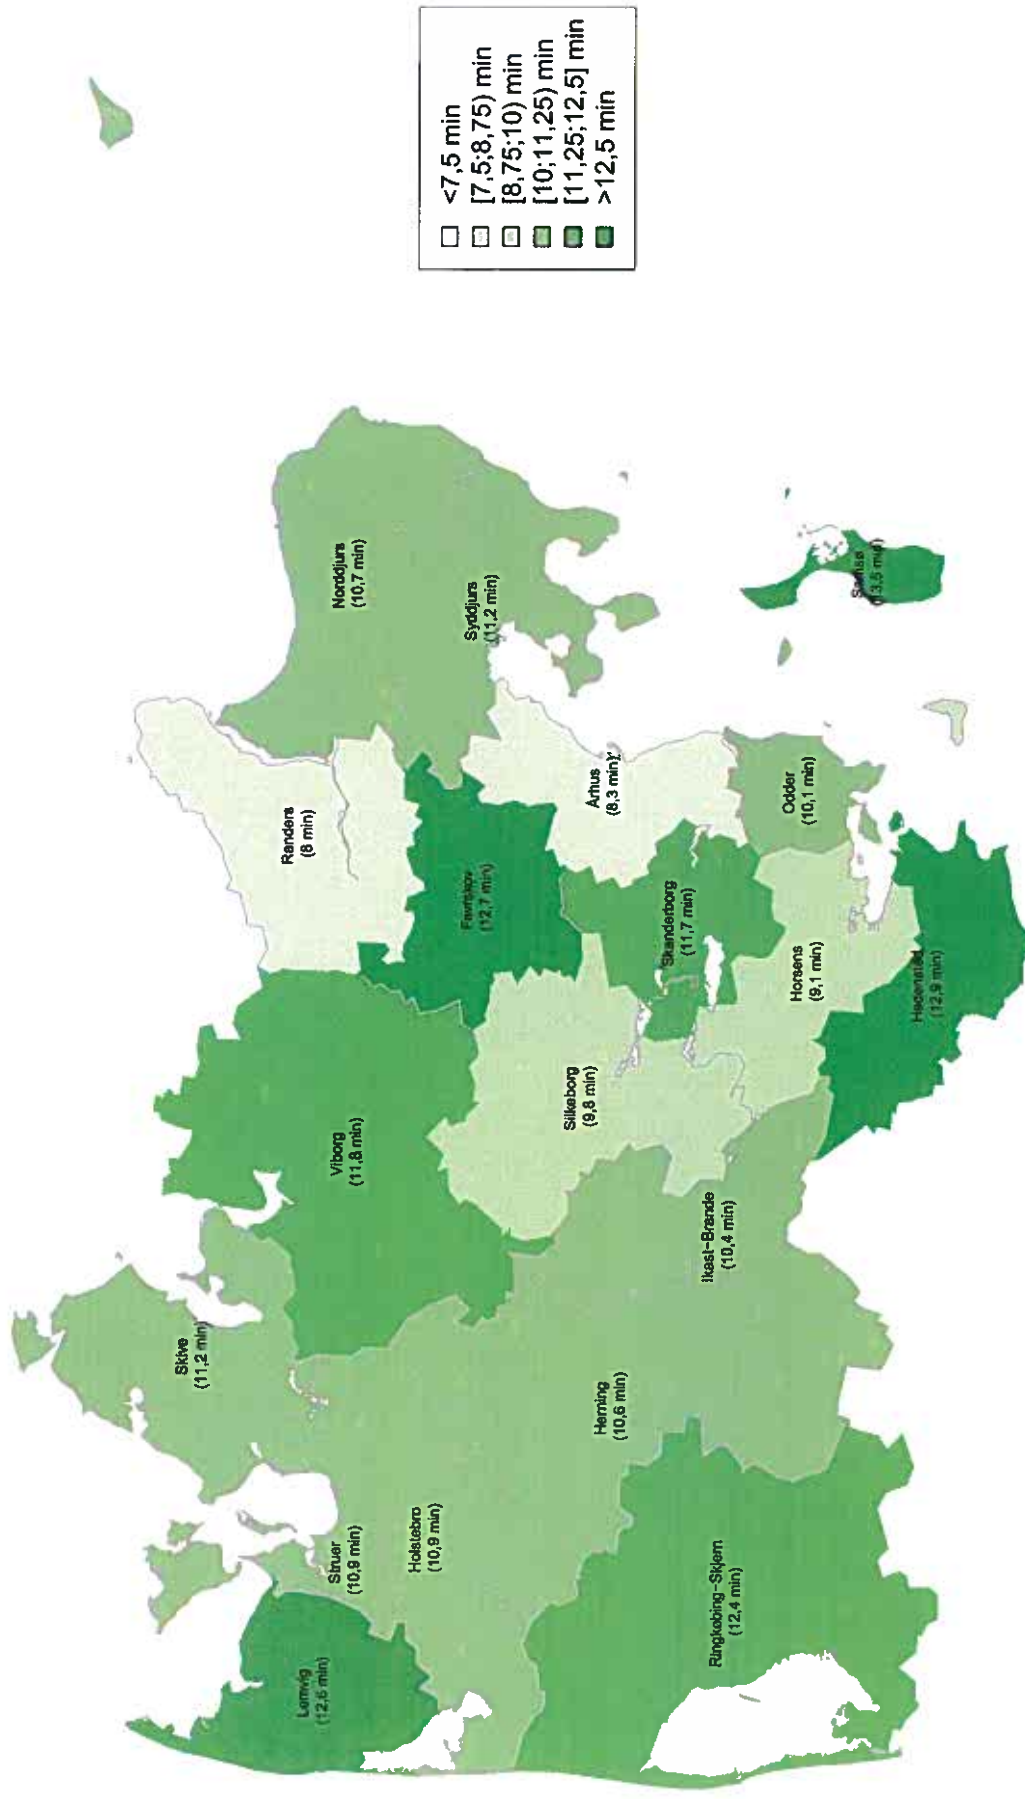 <7,5 min
[7,5;8,75) min
[8,75;10) min
[10;11,25) min
[11,25;12,5] min
>12,5 min
Norddjurs
(10,7 min)
Syddjurs
(11,2 min)
Samsø
(13,5 min)
Randers
(8 min)
Århus
(8,3 min)
Odder
(10,1 min)
Favrskov
(12,7 min)
Skanderborg
(11,7 min)
Horsens
(9,1 min)
Hedensted
(12,9 min)
Viborg
(11,8 min)
Silkeborg
(9,8 min)
Ikast-Brande
(10,4 min)
Skive
(11,2 min)
Herning
(10,6 min)
Struer
(10,9 min)
Holstebro
(10,9 min)
Lemvig
(12,6 min)
Ringkøbing-Skjern
(12,4 min)